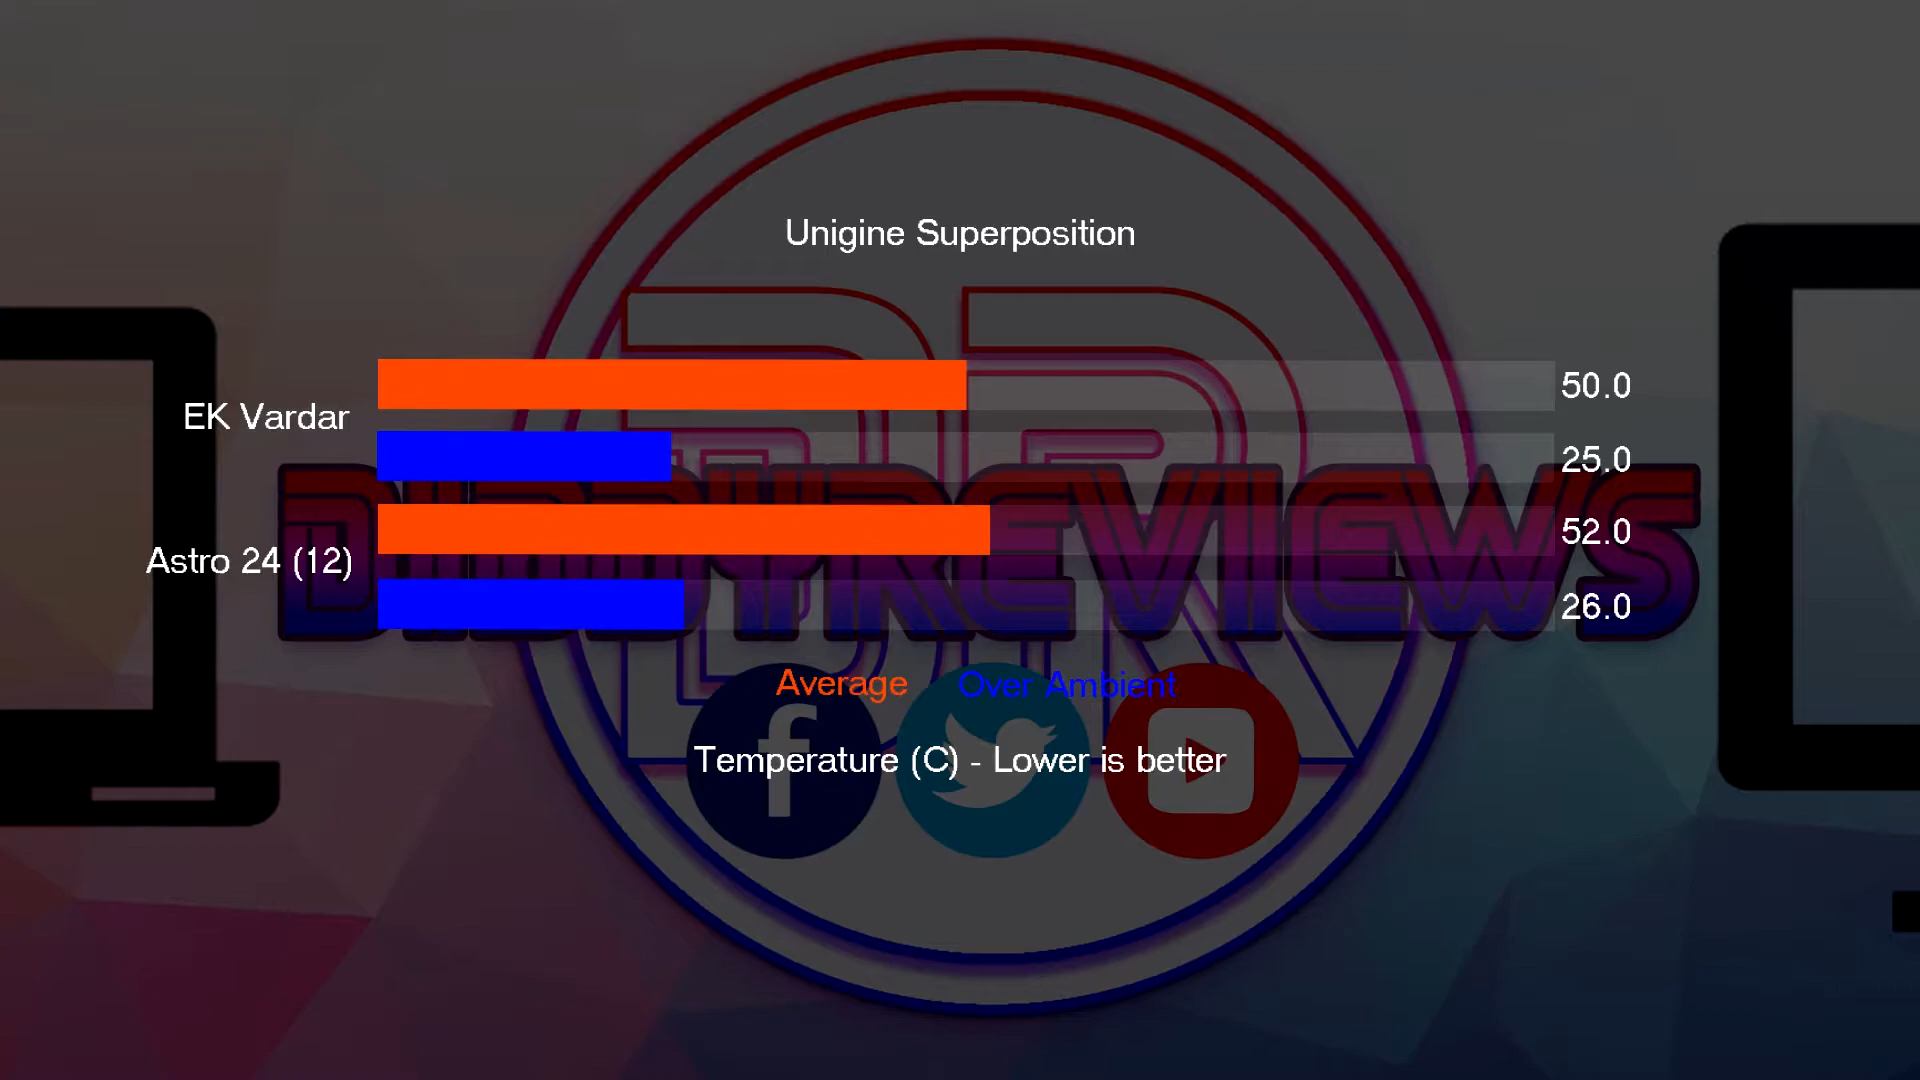 Unigine Superposition
50.0
EK Vardar
25.0
DIDDYREVIEWS
52.0
Astro 24 (12)
26.0
Average Over Ambient
Temperature (C) - Lower is better